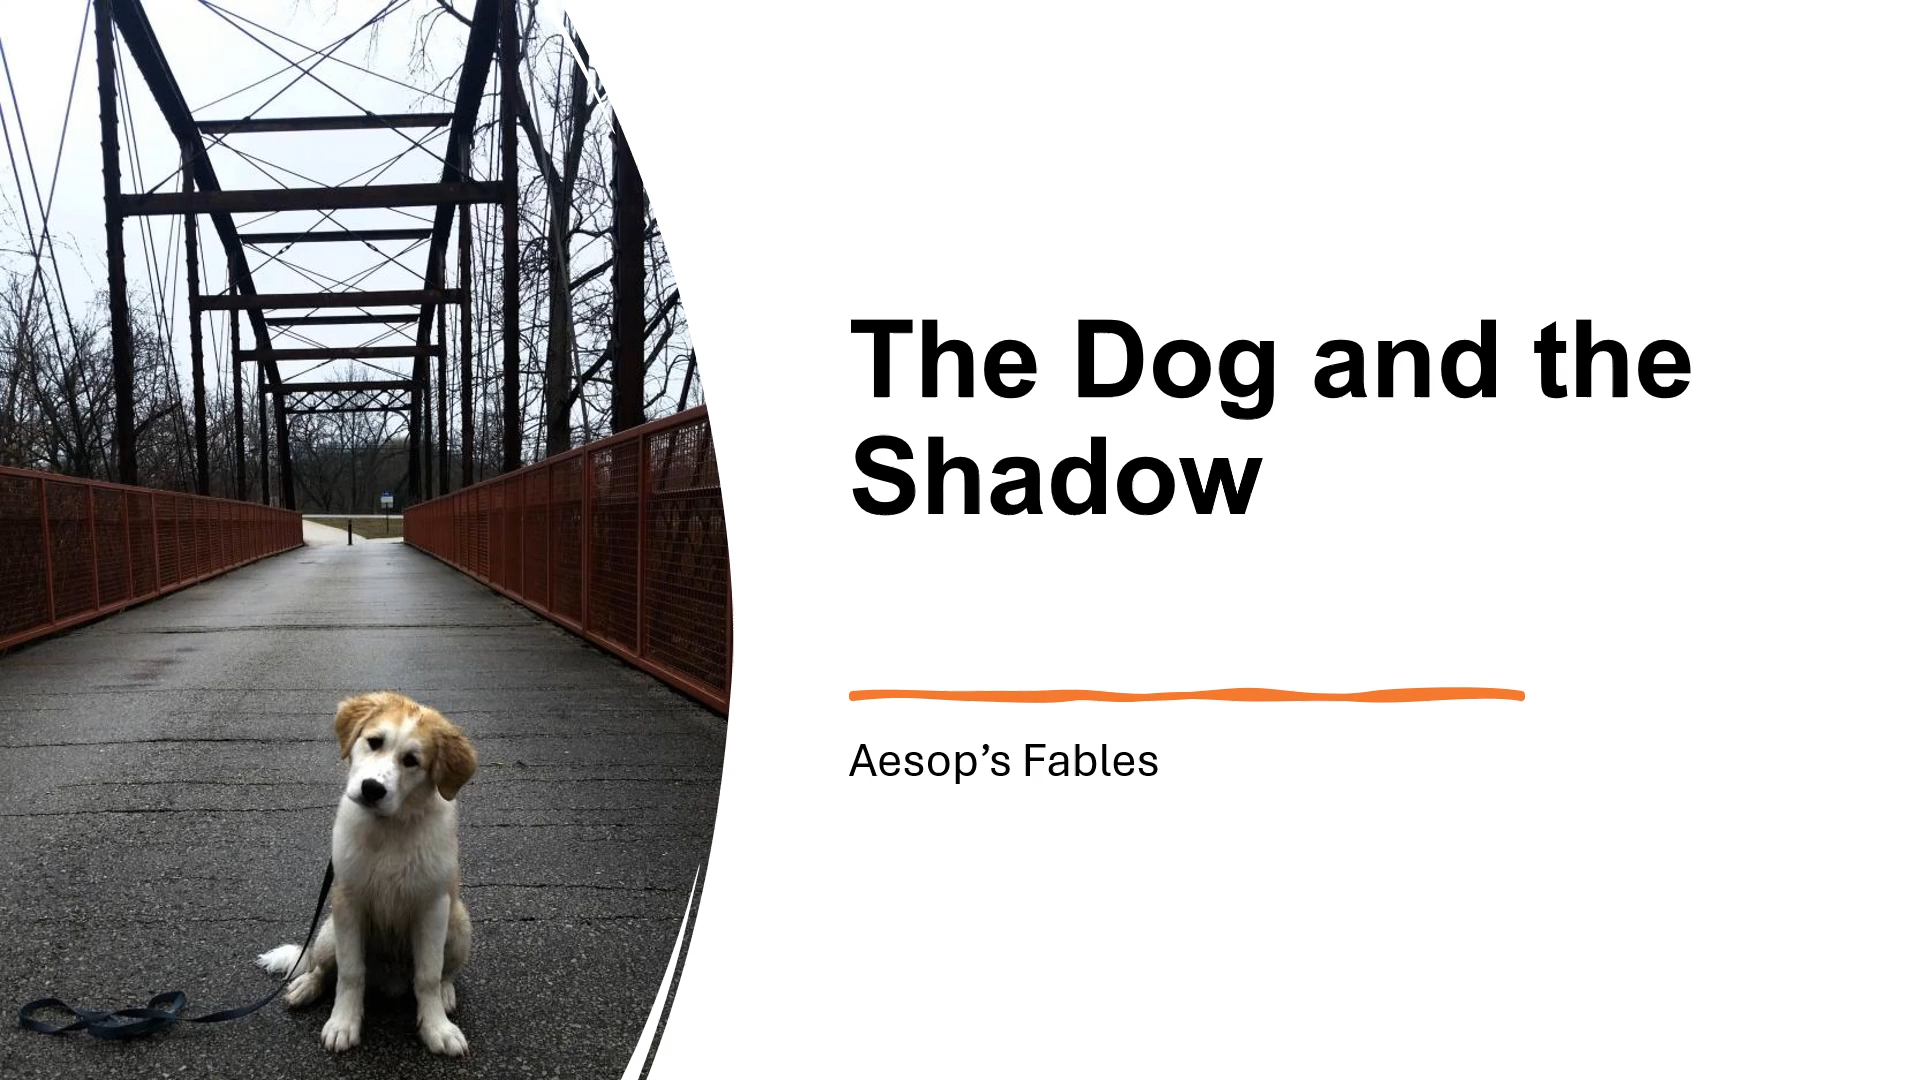 The Dog and the
Shadow
Aesop’s Fables